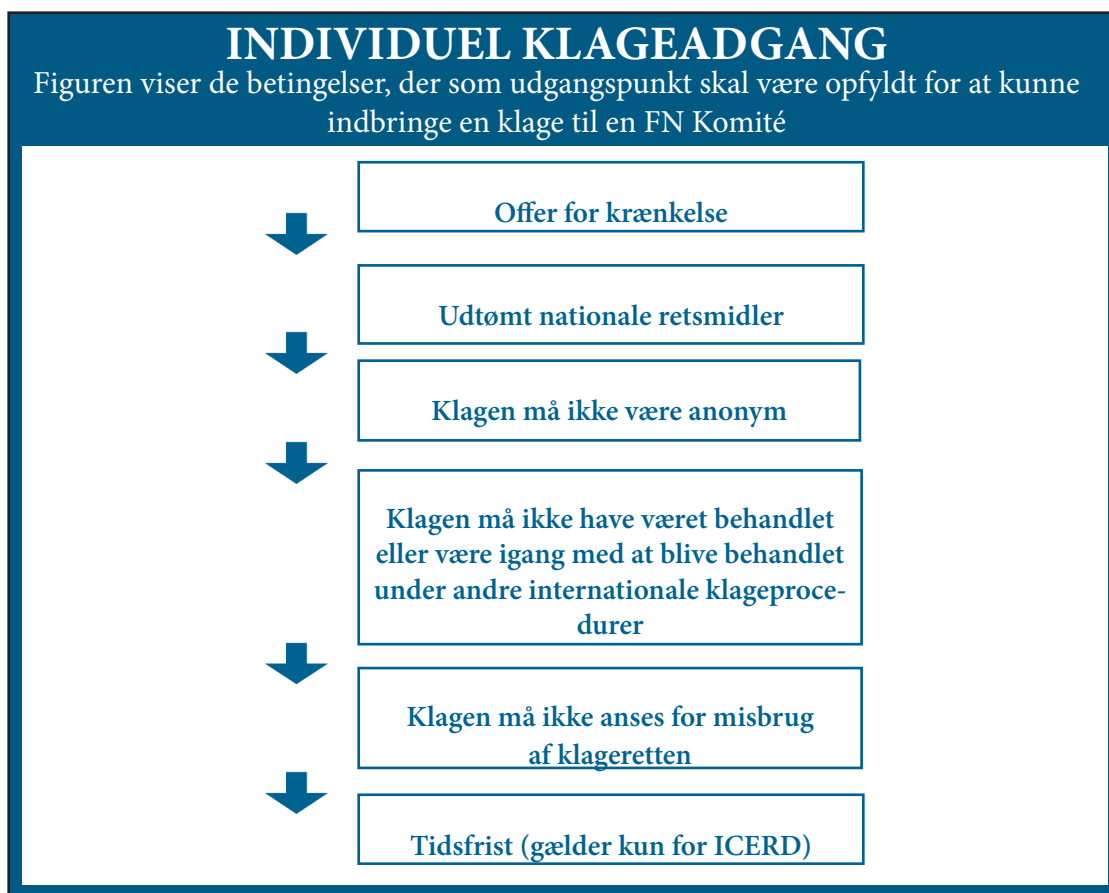 INDIVIDUEL KLAGEADGANG
Figuren viser de betingelser, der som udgangspunkt skal være opfyldt for at kunne
indbringe en klage til en FN Komité
Offer for krænkelse
Udtømt nationale retsmidler
Klagen må ikke være anonym
Klagen må ikke have været behandlet
eller være igang med at blive behandlet
under andre internationale klageproce-
durer
Klagen må ikke anses for misbrug
af klageretten
Tidsfrist (gælder kun for ICERD)